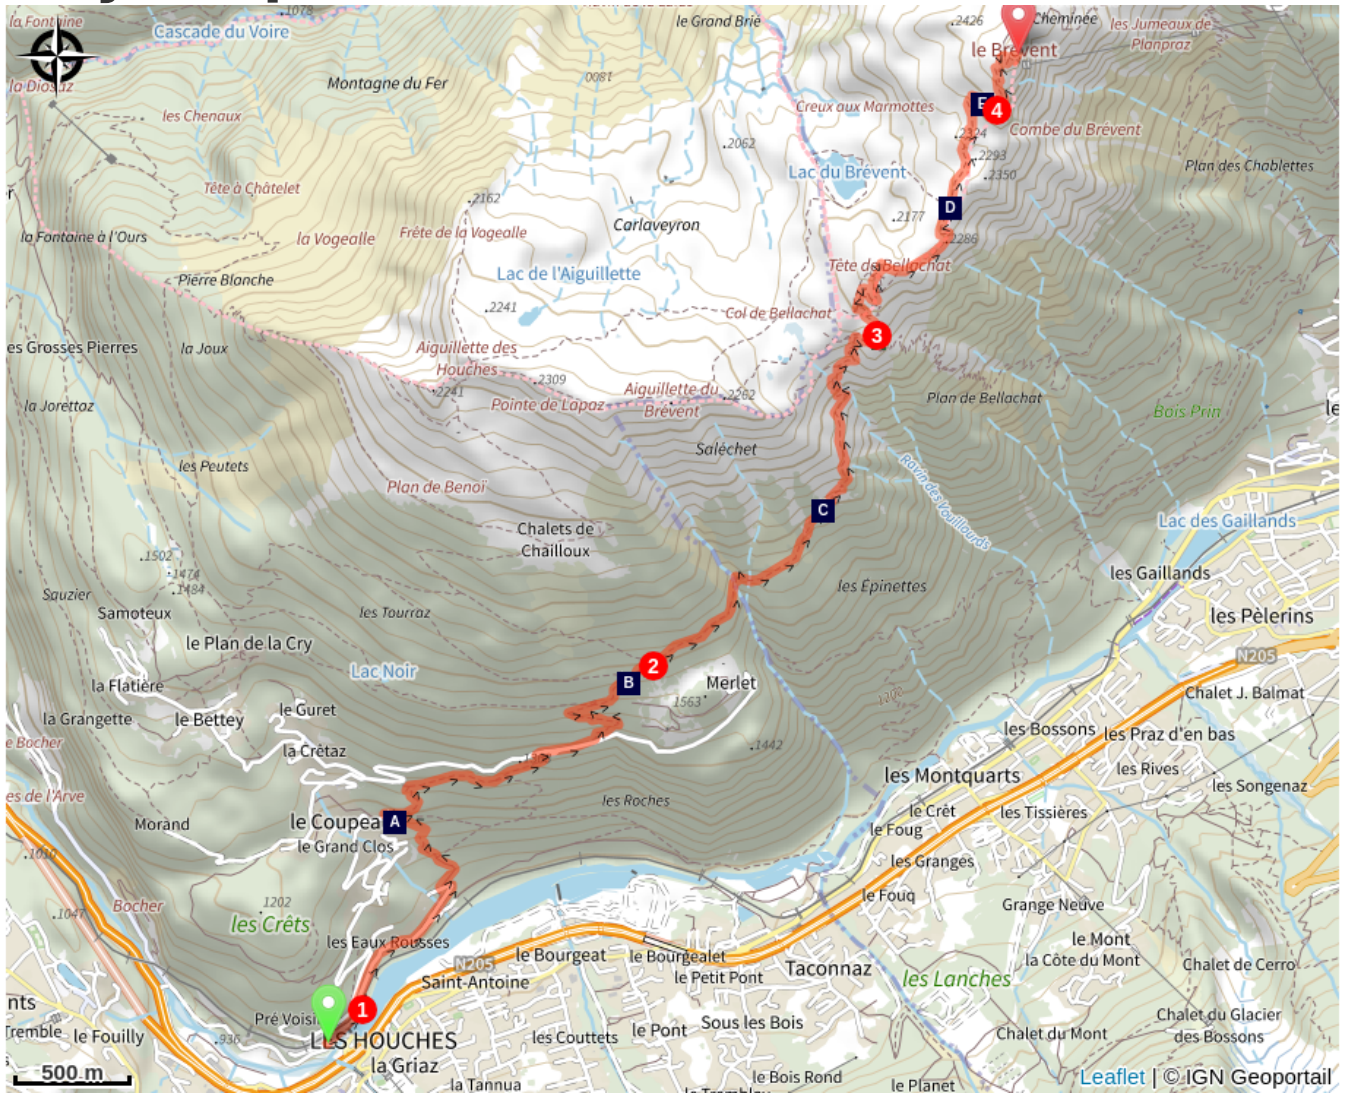 la Fontaine
.1078
Cascade du Voire
le Grand Brié
.2426
Cheminée
les Jumeaux de
Planpraz
le Brévent
la Diosaz
Montagne du Fer
1080
les Chenaux
Creux aux Marmottes
E
4
Combe du Brévent
.2324
.2293
.2350
.2062
Lac du Brévent
Plan des Chablettes
Tête à Châtelet
.2162
D
.2177
Carlaveyron
la Fontaine à l'Ours
la Vogealle
Frête de la Vogealle
.2286
Tête de Bellachat
Pierre Blanche
Lac de l'Aiguillette
.2241
Col de Bellachat
3
es Grosses Pierres
la Joux
Aiguillette des
Houches
.2241
.2309
Pointe de Lapaz
Aiguillette du
Brévent
.2262
Plan de Bellachat
la Jorettaz
Bois Prin
le
Saléchet
les Peutets
Plan de Benoï
Ravin des Vouillourds
C
Chalets de
Chailloux
Lac des Gaillands
.1502
.1474
.1484
les Gaillands
Sauzier
Samoteux
les Tourraz
les Épinettes
les Pèlerins
le Plan de la Cry
N205
Lac Noir
2
B
Merlet
1563
1200
la Flatière
Chalet J. Balmat
la Grangette
le Bettey
le Guret
les Bossons
les Praz d'en bas
e Bocher
la Crétaz
.1442
les Rives
les Montquarts
les Songenaz
es de l'Arve
les Roches
le Crêt
les Tissières
Morand
le Coupea
A
le Grand Clos
le Foug
.1030
les Granges
Bocher
.1047
1202
les Crêts
le Fouq
Grange Neuve
les Eaux Rousses
le Mont
la Côte du Mont
N205
le Bourgeat
le Bourgealet
le Petit Pont
Taconnaz
Chalet de Cerro
Saint-Antoine
les Lanches
nts
Tremble
le Fouilly
Pré Voisi
1
.936
LES HOUCHES
la Griaz
les Couttets
le Pont
Sous les Bois
Chalet du Mont
Chalet du Glacier
des Bossons
500 m
la Tannua
le Bois Rond
le Planet
Leaflet | © IGN Geoportail